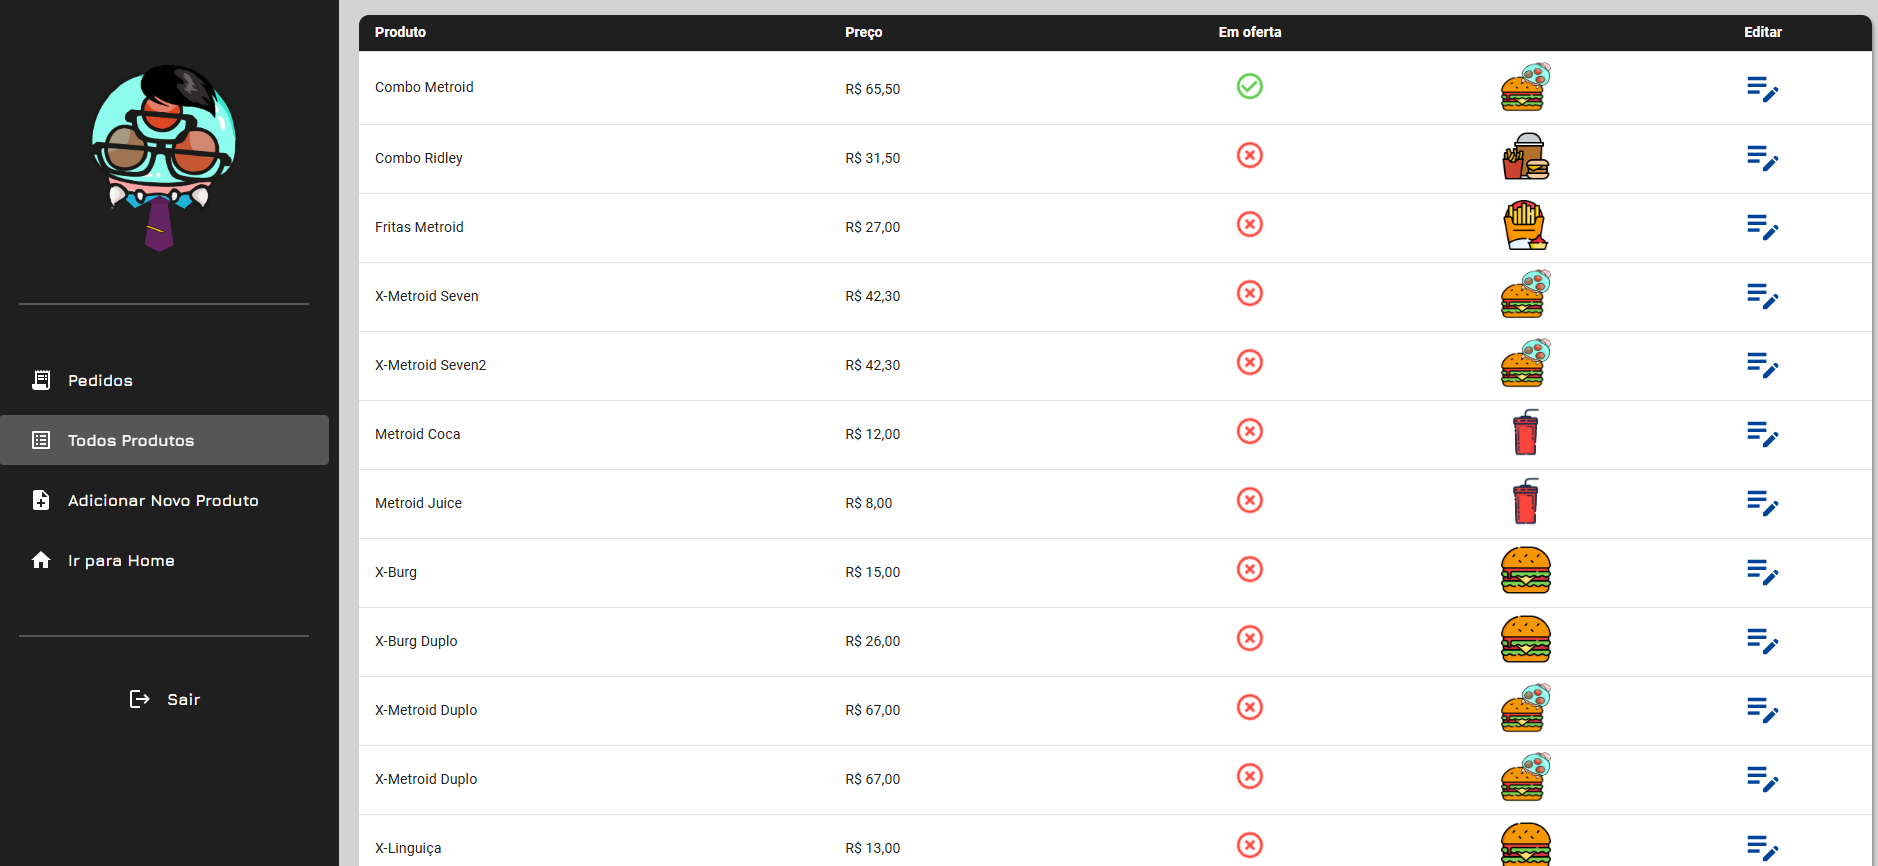 Pedidos
Todos Produtos
Adicionar Novo Produto
Ir para Home
Sair
Produto Preço Em oferta Editar
Combo Metroid R$ 65,50
Combo Ridley R$ 31,50
Fritas Metroid R$ 27,00
X-Metroid Seven R$ 42,30
X-Metroid Seven2 R$ 42,30
Metroid Coca R$ 12,00
Metroid Juice R$ 8,00
X-Burg R$ 15,00
X-Burg Duplo R$ 26,00
X-Metroid Duplo R$ 67,00
X-Metroid Duplo R$ 67,00
X-Linguiça R$ 13,00